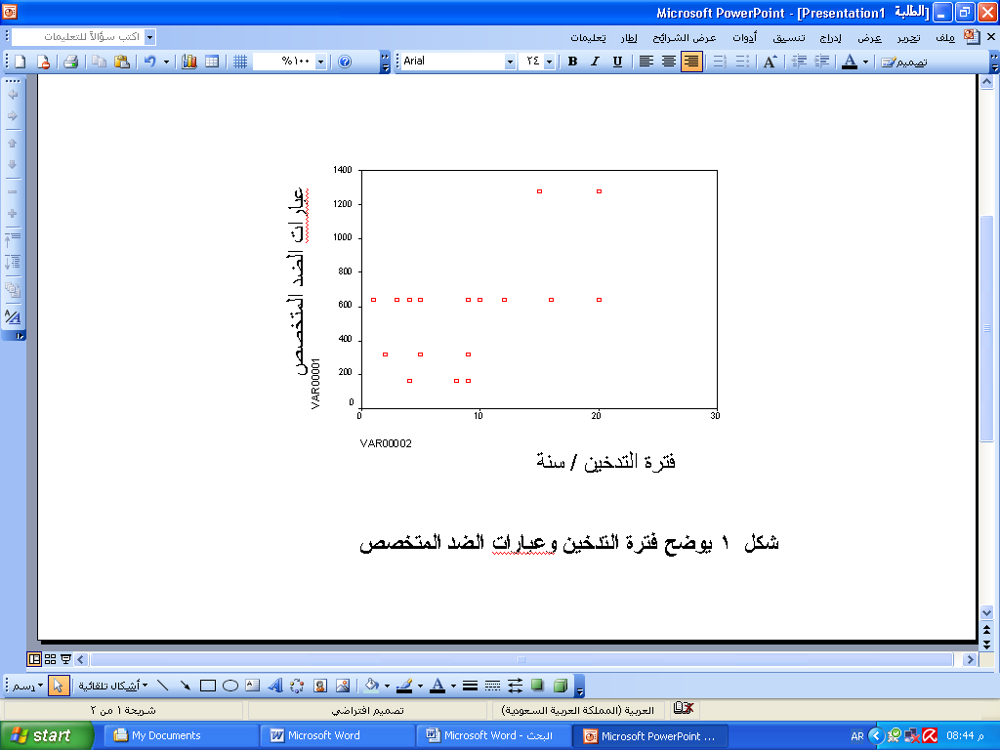 Microsoft PowerPoint - [Presentation1 الطلبة]
ملف تحرير عرض إدراج تنسيق أدوات عرض الشرائح إطار تعليمات
اكتب سؤالاً للتعليمات
١٠٠%
Arial
٢٤
B I U
تصميم
عبارات الضد المتخصص
VAR00001
1400
1200
1000
800
600
400
200
0
0 10 20 30
VAR00002
فترة التدخين / سنة
شكل ١ يوضح فترة التدخين وعبارات الضد المتخصص
رسم
أشكال تلقائية
العربية (المملكة العربية السعودية)
تصميم افتراضي
شريحة ١ من ٢
start
My Documents
Microsoft Word
البحث - Microsoft Word
Microsoft PowerPoint ...
AR
08:44 م